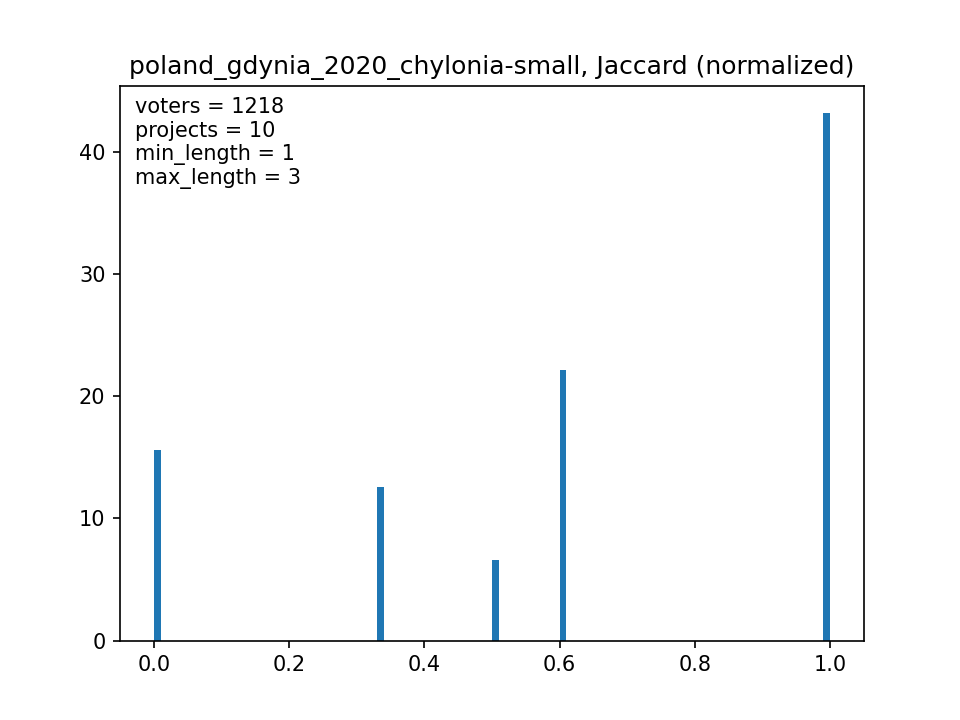 poland_gdynia_2020_chylonia-small, Jaccard (normalized)
voters = 1218
projects = 10
min_length = 1
max_length = 3
40
30
20
10
0
0.0 0.2 0.4 0.6 0.8 1.0